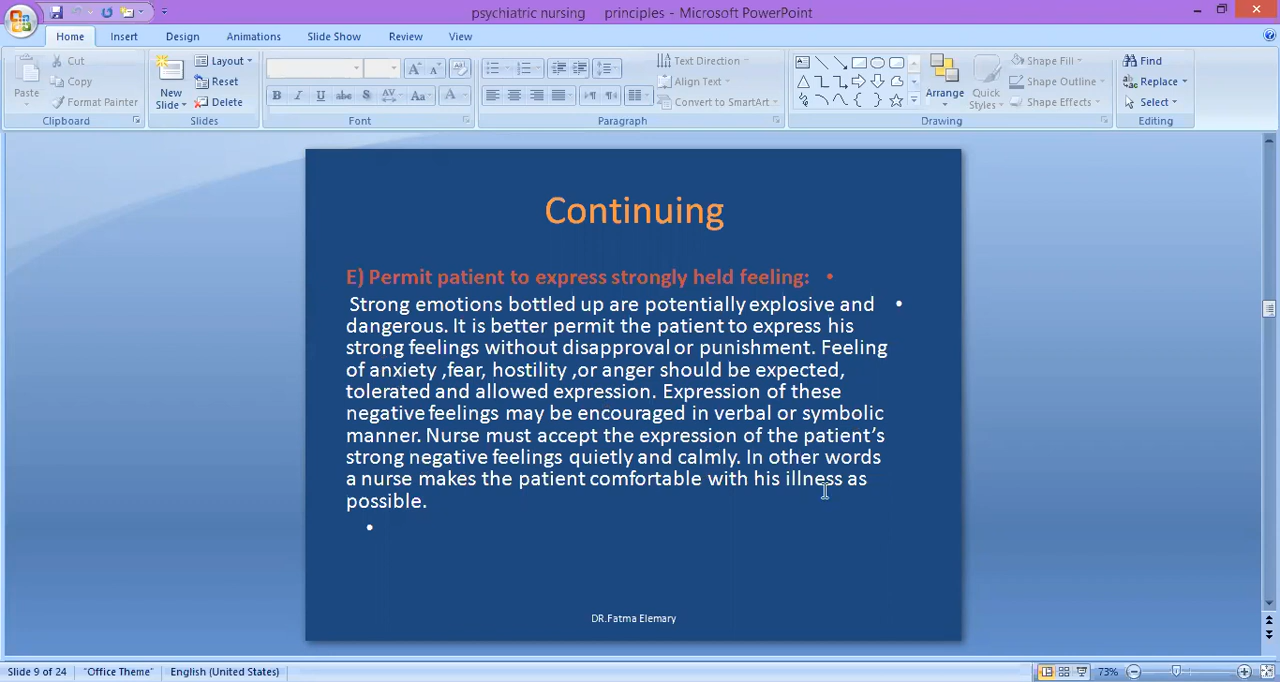 psychiatric nursing principles - Microsoft PowerPoint
Home Insert Design Animations Slide Show Review View
Paste
Cut
Copy
Format Painter
Clipboard
New Slide
Layout
Reset
Delete
Slides
B I U abc S AV Aa A
Font
Text Direction
Align Text
Convert to SmartArt
Paragraph
Arrange
Quick Styles
Shape Fill
Shape Outline
Shape Effects
Drawing
Find
Replace
Select
Editing
Continuing
E) Permit patient to express strongly held feeling: •
Strong emotions bottled up are potentially explosive and •
dangerous. It is better permit the patient to express his
strong feelings without disapproval or punishment. Feeling
of anxiety ,fear, hostility ,or anger should be expected,
tolerated and allowed expression. Expression of these
negative feelings may be encouraged in verbal or symbolic
manner. Nurse must accept the expression of the patient’s
strong negative feelings quietly and calmly. In other words
a nurse makes the patient comfortable with his illness as
possible.
•
DR.Fatma Elemary
Slide 9 of 24 "Office Theme" English (United States) 73%